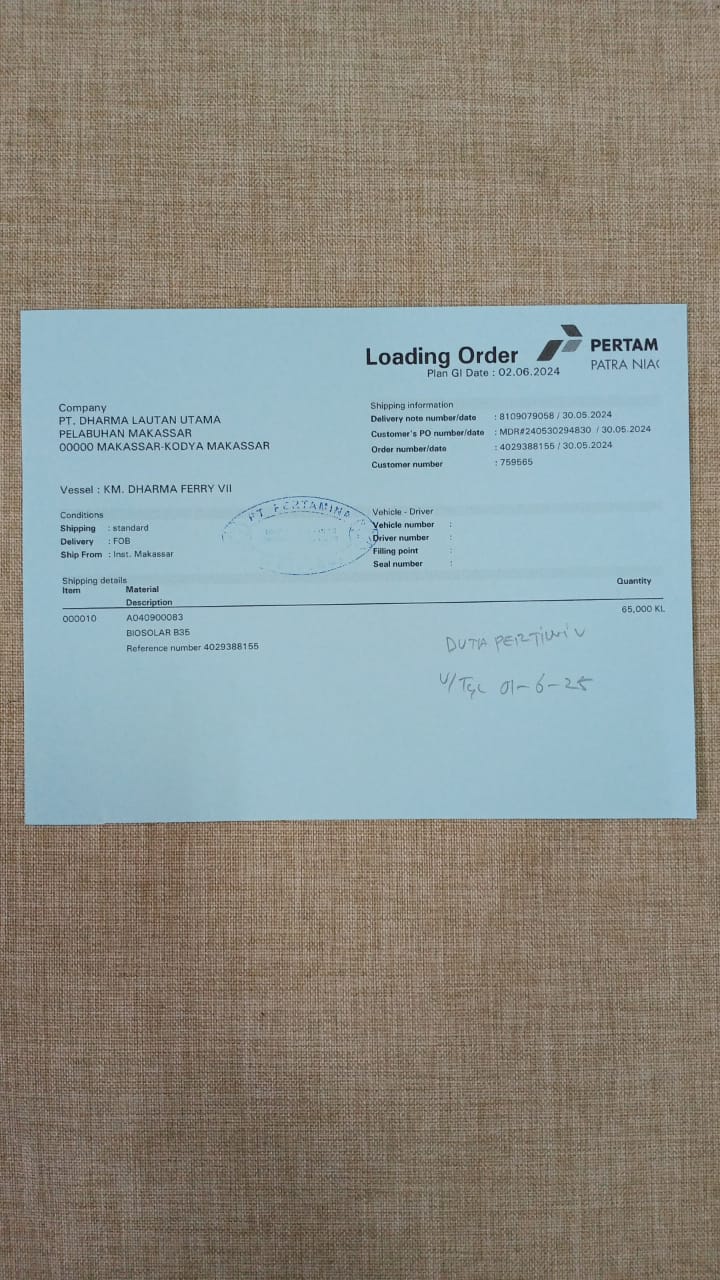 Loading Order
Plan GI Date : 02.06.2024
PERTAM
PATRA NIA
Company
PT. DHARMA LAUTAN UTAMA
PELABUHAN MAKASSAR
00000 MAKASSAR-KODYA MAKASSAR
Shipping information
Delivery note number/date : 8109079058 / 30.05.2024
Customer's PO number/date : MDR#240530294830 / 30.05.2024
Order number/date : 4029388155 / 30.05.2024
Customer number : 759565
Vessel : KM. DHARMA FERRY VII
Conditions
Shipping : standard
Delivery : FOB
Ship From : Inst. Makassar
PT PERTAMINA
Vehicle - Driver
Vehicle number :
Driver number :
Filling point :
Seal number :
Shipping details
Item Material Quantity
Description
000010 A040900083 65,000 KL
BIOSOLAR B35
Reference number 4029388155
DUTA PERTIWI V
U/TGL 01-6-25